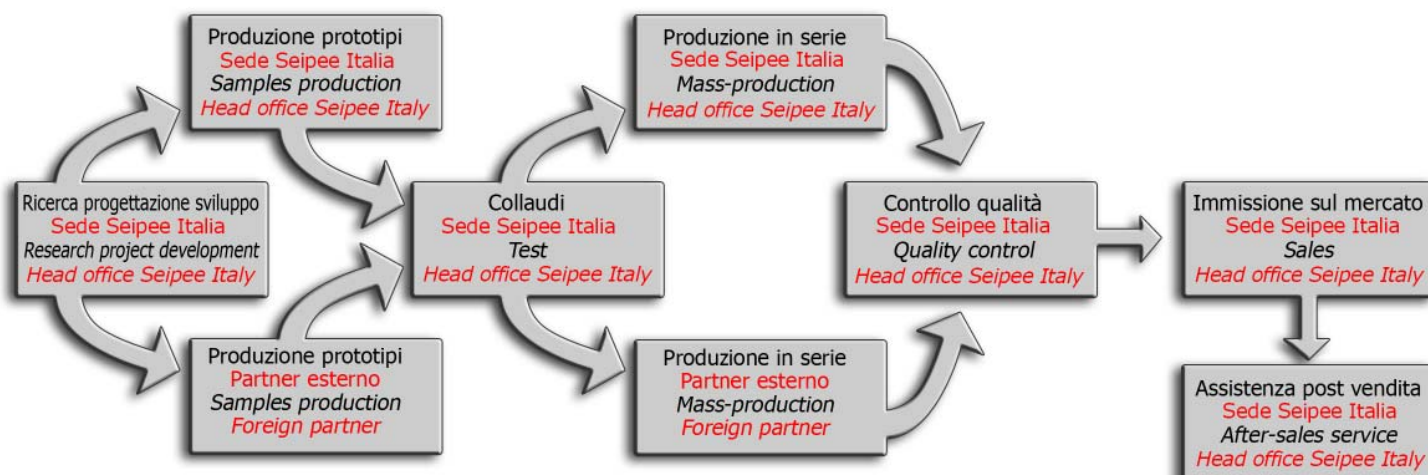 Produzione prototipi
Sede Seipee Italia
Samples production
Head office Seipee Italy
Produzione in serie
Sede Seipee Italia
Mass-production
Head office Seipee Italy
Ricerca progettazione sviluppo
Sede Seipee Italia
Research project development
Head office Seipee Italy
Collaudi
Sede Seipee Italia
Test
Head office Seipee Italy
Controllo qualità
Sede Seipee Italia
Quality control
Head office Seipee Italy
Immissione sul mercato
Sede Seipee Italia
Sales
Head office Seipee Italy
Produzione prototipi
Partner esterno
Samples production
Foreign partner
Produzione in serie
Partner esterno
Mass-production
Foreign partner
Assistenza post vendita
Sede Seipee Italia
After-sales service
Head office Seipee Italy